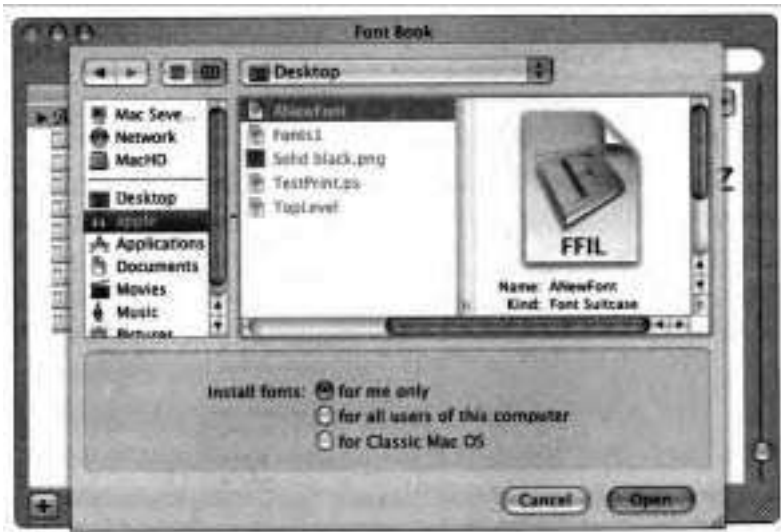 Font Book
Desktop
Mac Seve...
Network
MacHD
Desktop
apple
Applications
Documents
Movies
Music
Pictures
ANewFont
Fonts1
Solid black.png
TestPrint.ps
TopLevel
FFIL
Name: ANewFont
Kind: Font Suitcase
Install fonts: for me only
for all users of this computer
for Classic Mac OS
Cancel
Open